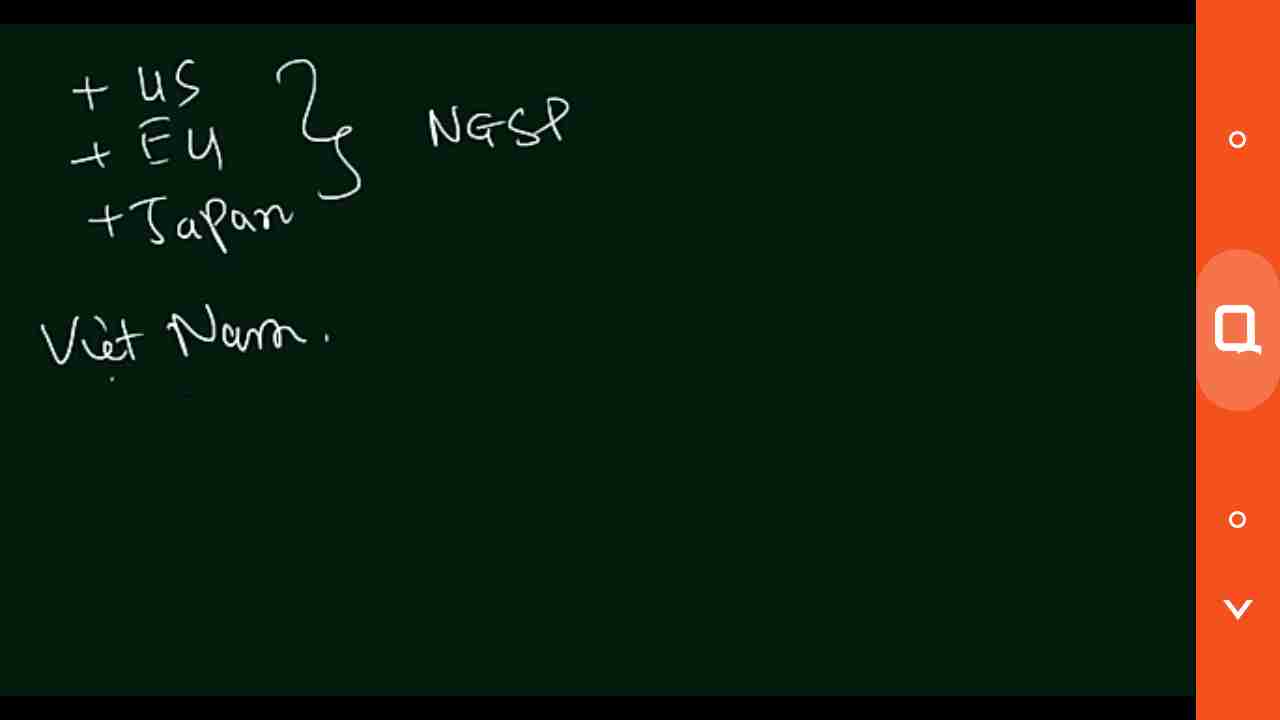 + US
+ EU
+ Japan
NGSP
Việt Nam.